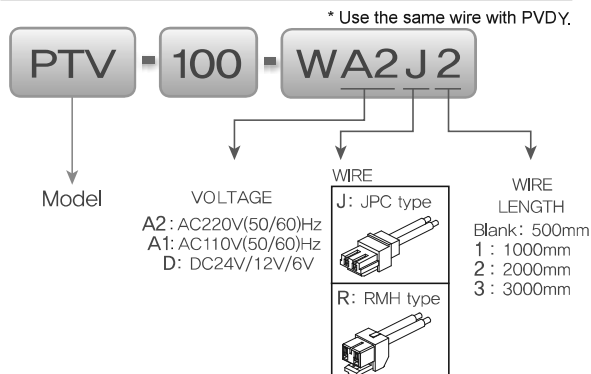 * Use the same wire with PVDY.
PTV - 100 - WA2J2
Model
VOLTAGE
A2: AC220V(50/60)Hz
A1: AC110V(50/60)Hz
D: DC24V/12V/6V
WIRE
J: JPC type
R: RMH type
WIRE
LENGTH
Blank: 500mm
1 : 1000mm
2 : 2000mm
3 : 3000mm